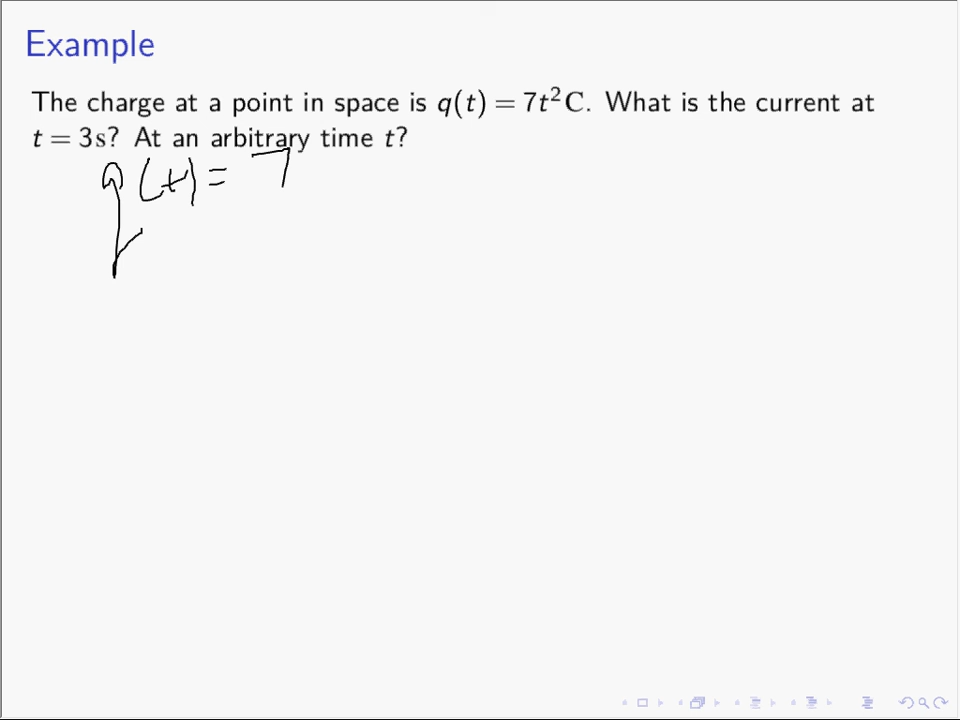 Example
The charge at a point in space is q(t) = 7t²C. What is the current at
t = 3s? At an arbitrary time t?
q(t) = 7